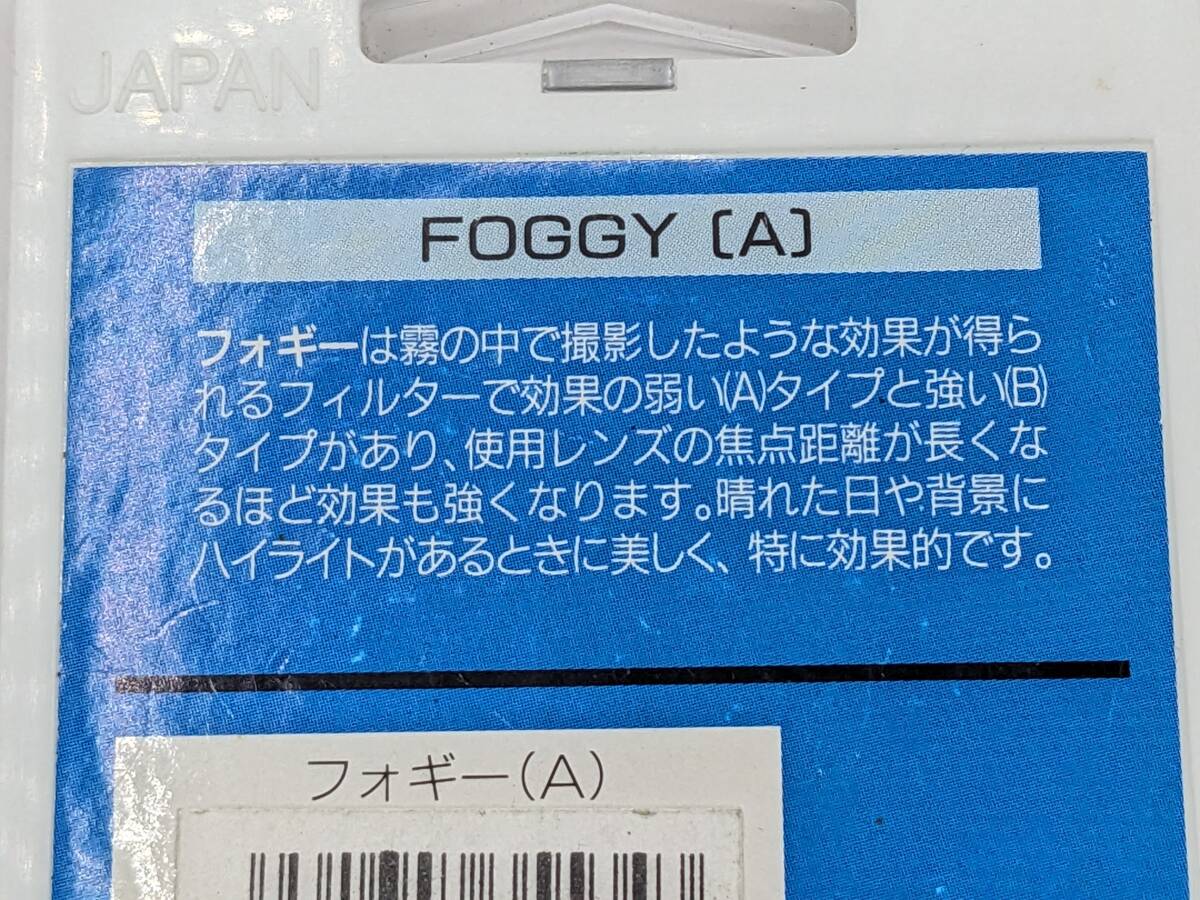 JAPAN
FOGGY [A]
フォギーは霧の中で撮影したような効果が得ら
れるフィルターで効果の弱い(A)タイプと強い(B)
タイプがあり、使用レンズの焦点距離が長くな
るほど効果も強くなります。晴れた日や背景に
ハイライトがあるときに美しく、特に効果的です。
フォギー(A)